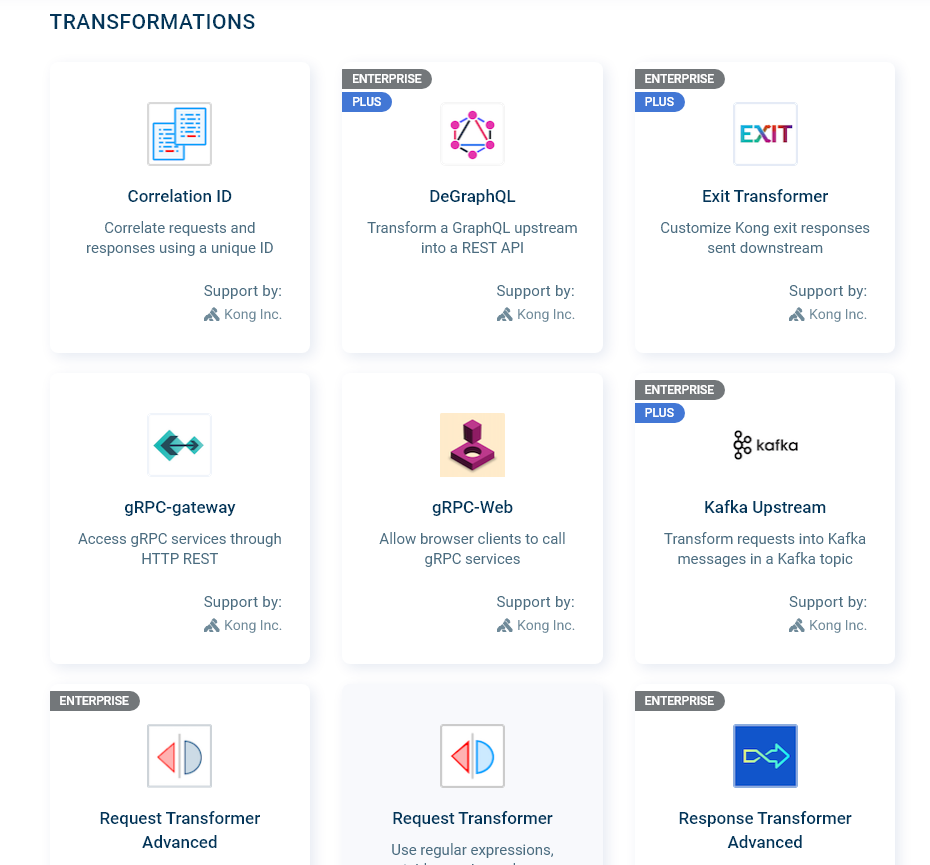 TRANSFORMATIONS
Correlation ID
Correlate requests and
responses using a unique ID
Support by:
Kong Inc.
ENTERPRISE
PLUS
DeGraphQL
Transform a GraphQL upstream
into a REST API
Support by:
Kong Inc.
ENTERPRISE
PLUS
EXIT
Exit Transformer
Customize Kong exit responses
sent downstream
Support by:
Kong Inc.
gRPC-gateway
Access gRPC services through
HTTP REST
Support by:
Kong Inc.
gRPC-Web
Allow browser clients to call
gRPC services
Support by:
Kong Inc.
ENTERPRISE
PLUS
kafka
Kafka Upstream
Transform requests into Kafka
messages in a Kafka topic
Support by:
Kong Inc.
ENTERPRISE
Request Transformer
Advanced
Request Transformer
Use regular expressions,
ENTERPRISE
Response Transformer
Advanced